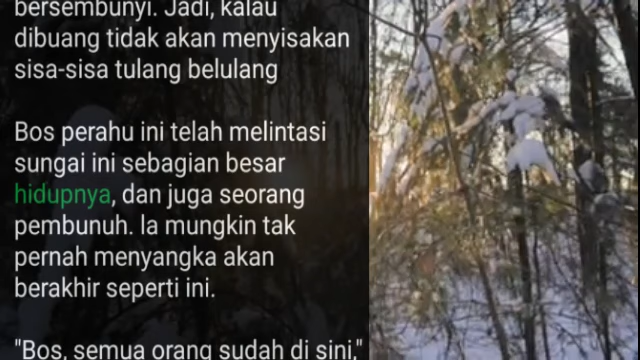 bersembunyi. Jadi, kalau
dibuang tidak akan menyisakan
sisa-sisa tulang belulang
Bos perahu ini telah melintasi
sungai ini sebagian besar
hidupnya, dan juga seorang
pembunuh. Ia mungkin tak
pernah menyangka akan
berakhir seperti ini.
"Bos, semua orang sudah di sini,"